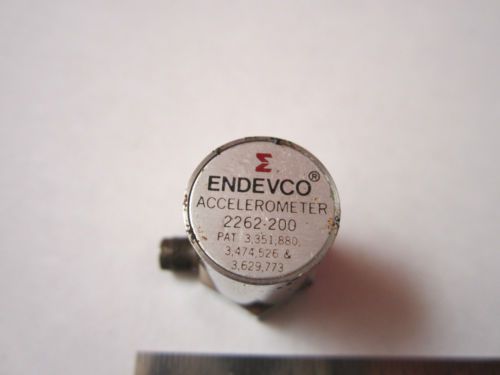 Σ
ENDEVCO®
ACCELEROMETER
2262-200
PAT 3,351,880,
3,474,526 &
3,629,773